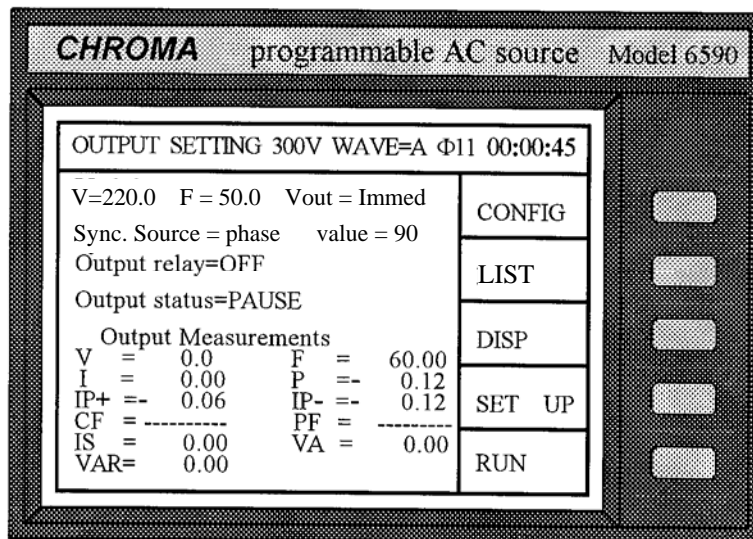 CHROMA programmable AC source Model 6590
OUTPUT SETTING 300V WAVE=A Φ11 00:00:45
V=220.0 F = 50.0 Vout = Immed
Sync. Source = phase value = 90
Output relay=OFF
Output status=PAUSE
Output Measurements
V = 0.0 F = 60.00
I = 0.00 P =- 0.12
IP+ =- 0.06 IP- =- 0.12
CF = ---------- PF = --------
IS = 0.00 VA = 0.00
VAR= 0.00
CONFIG
LIST
DISP
SET UP
RUN